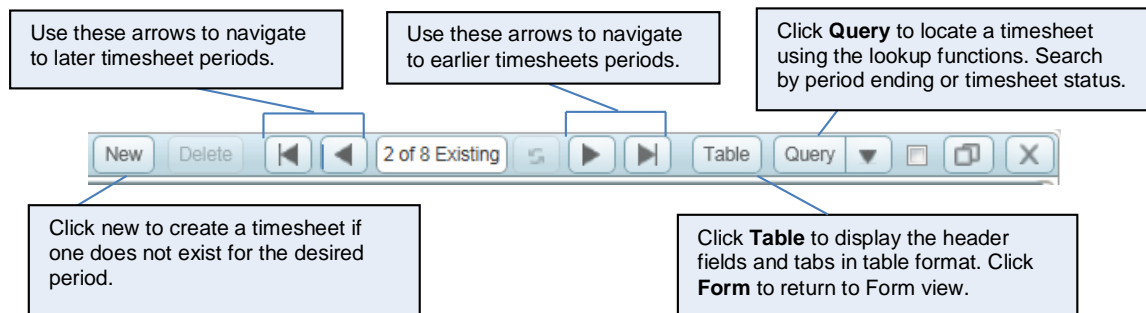 Use these arrows to navigate
to later timesheet periods.
Use these arrows to navigate
to earlier timesheets periods.
Click Query to locate a timesheet
using the lookup functions. Search
by period ending or timesheet status.
New Delete 2 of 8 Existing Table Query
Click new to create a timesheet if
one does not exist for the desired
period.
Click Table to display the header
fields and tabs in table format. Click
Form to return to Form view.